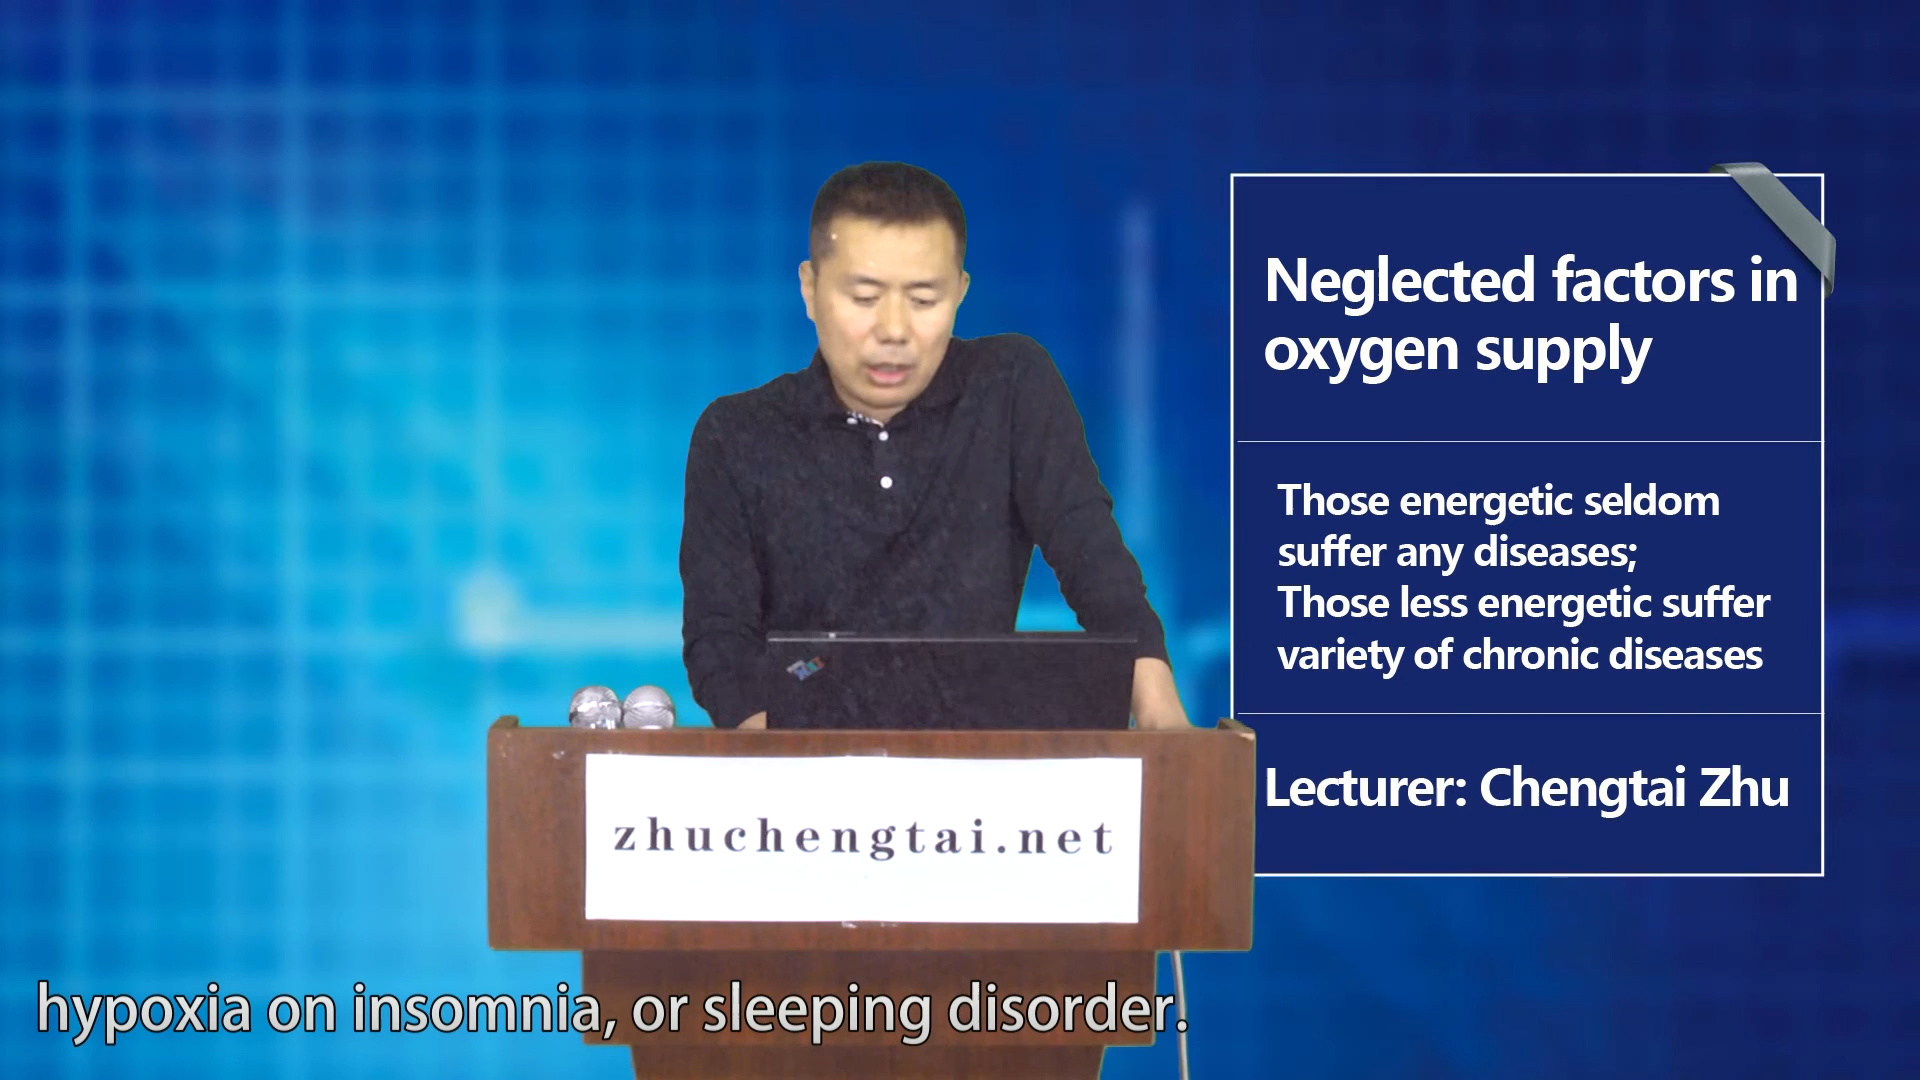 Neglected factors in
oxygen supply
Those energetic seldom
suffer any diseases;
Those less energetic suffer
variety of chronic diseases
Lecturer: Chengtai Zhu
zhuchengtai.net
hypoxia on insomnia, or sleeping disorder.